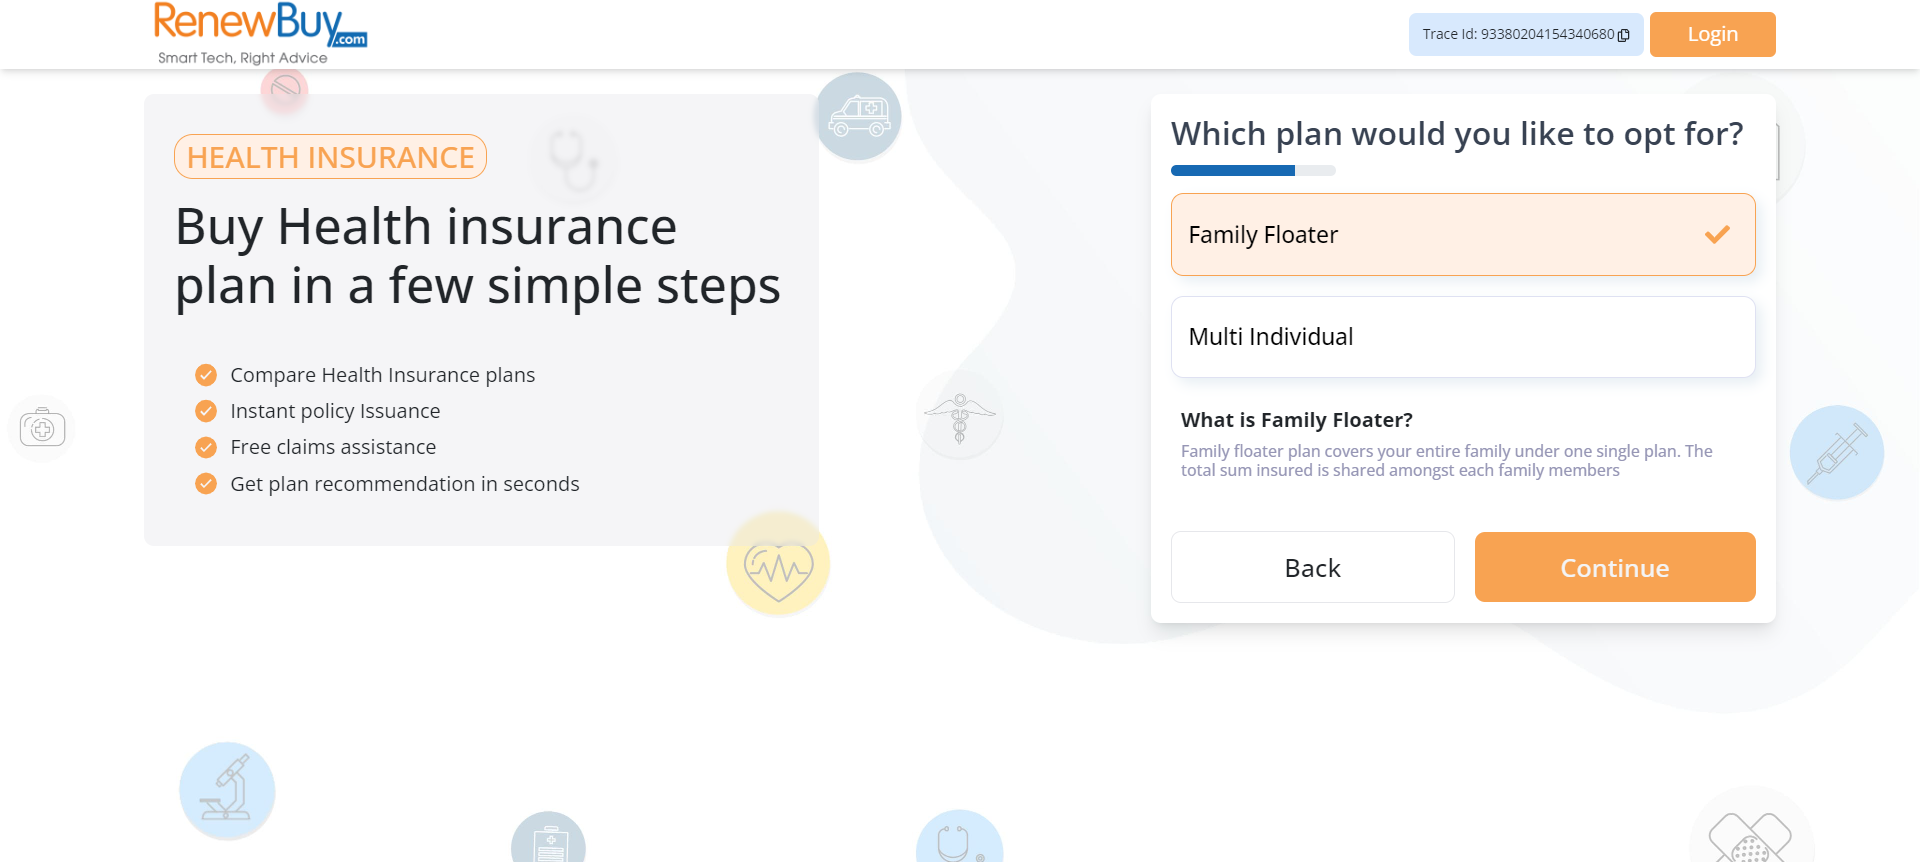 RenewBuy.com
Smart Tech, Right Advice
Trace Id: 93380204154340680
Login
HEALTH INSURANCE
Buy Health insurance
plan in a few simple steps
Compare Health Insurance plans
Instant policy Issuance
Free claims assistance
Get plan recommendation in seconds
Which plan would you like to opt for?
Family Floater
Multi Individual
What is Family Floater?
Family floater plan covers your entire family under one single plan. The
total sum insured is shared amongst each family members
Back
Continue